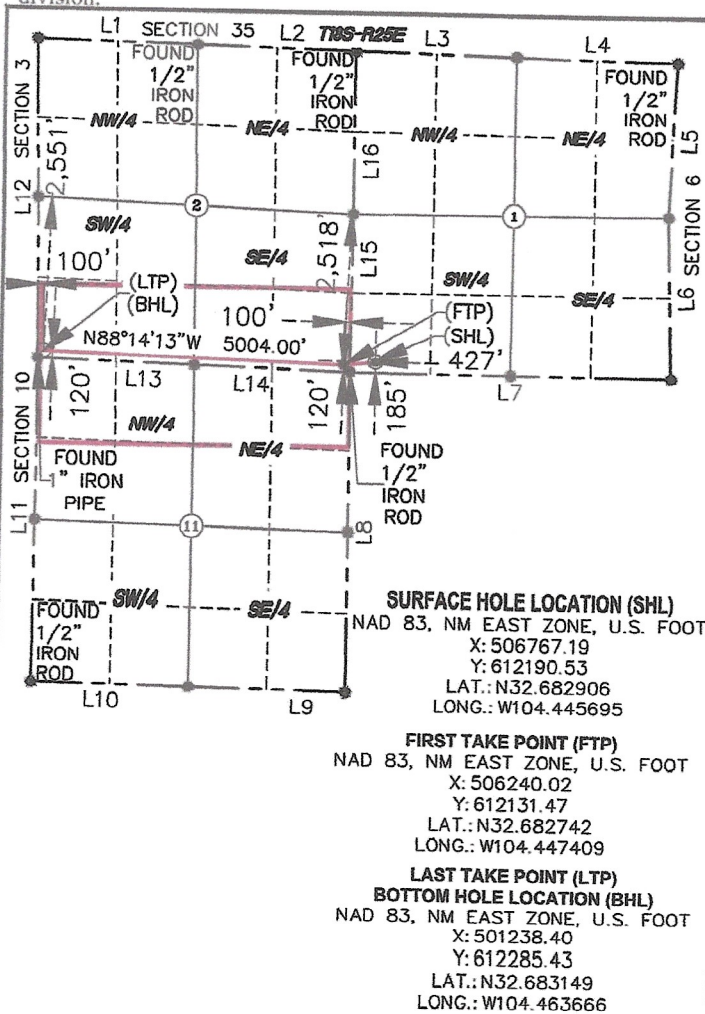 division.
L1 SECTION 35 L2 T18S-R25E L3 L4
FOUND
1/2"
IRON
ROD
FOUND
1/2"
IRON
ROD
FOUND
1/2"
IRON
ROD
SECTION 3
NW/4
NE/4
NW/4
NE/4
L5
L12
2,551'
L16
SECTION 6
2
1
SW/4
SE/4
2,518'
L15
SW/4
SE/4
L6
100'
(LTP)
(BHL)
100'
(FTP)
(SHL)
N88°14'13"W 5004.00'
427'
L13
L14
L7
120'
120'
185'
SECTION 10
NW/4
NE/4
FOUND
1" IRON
PIPE
FOUND
1/2"
IRON
ROD
L11
11
L8
SW/4
SE/4
FOUND
1/2"
IRON
ROD
L10
L9
SURFACE HOLE LOCATION (SHL)
NAD 83, NM EAST ZONE, U.S. FOOT
X: 506767.19
Y: 612190.53
LAT.: N32.682906
LONG.: W104.445695
FIRST TAKE POINT (FTP)
NAD 83, NM EAST ZONE, U.S. FOOT
X: 506240.02
Y: 612131.47
LAT.: N32.682742
LONG.: W104.447409
LAST TAKE POINT (LTP)
BOTTOM HOLE LOCATION (BHL)
NAD 83, NM EAST ZONE, U.S. FOOT
X: 501238.40
Y: 612285.43
LAT.: N32.683149
LONG.: W104.463666